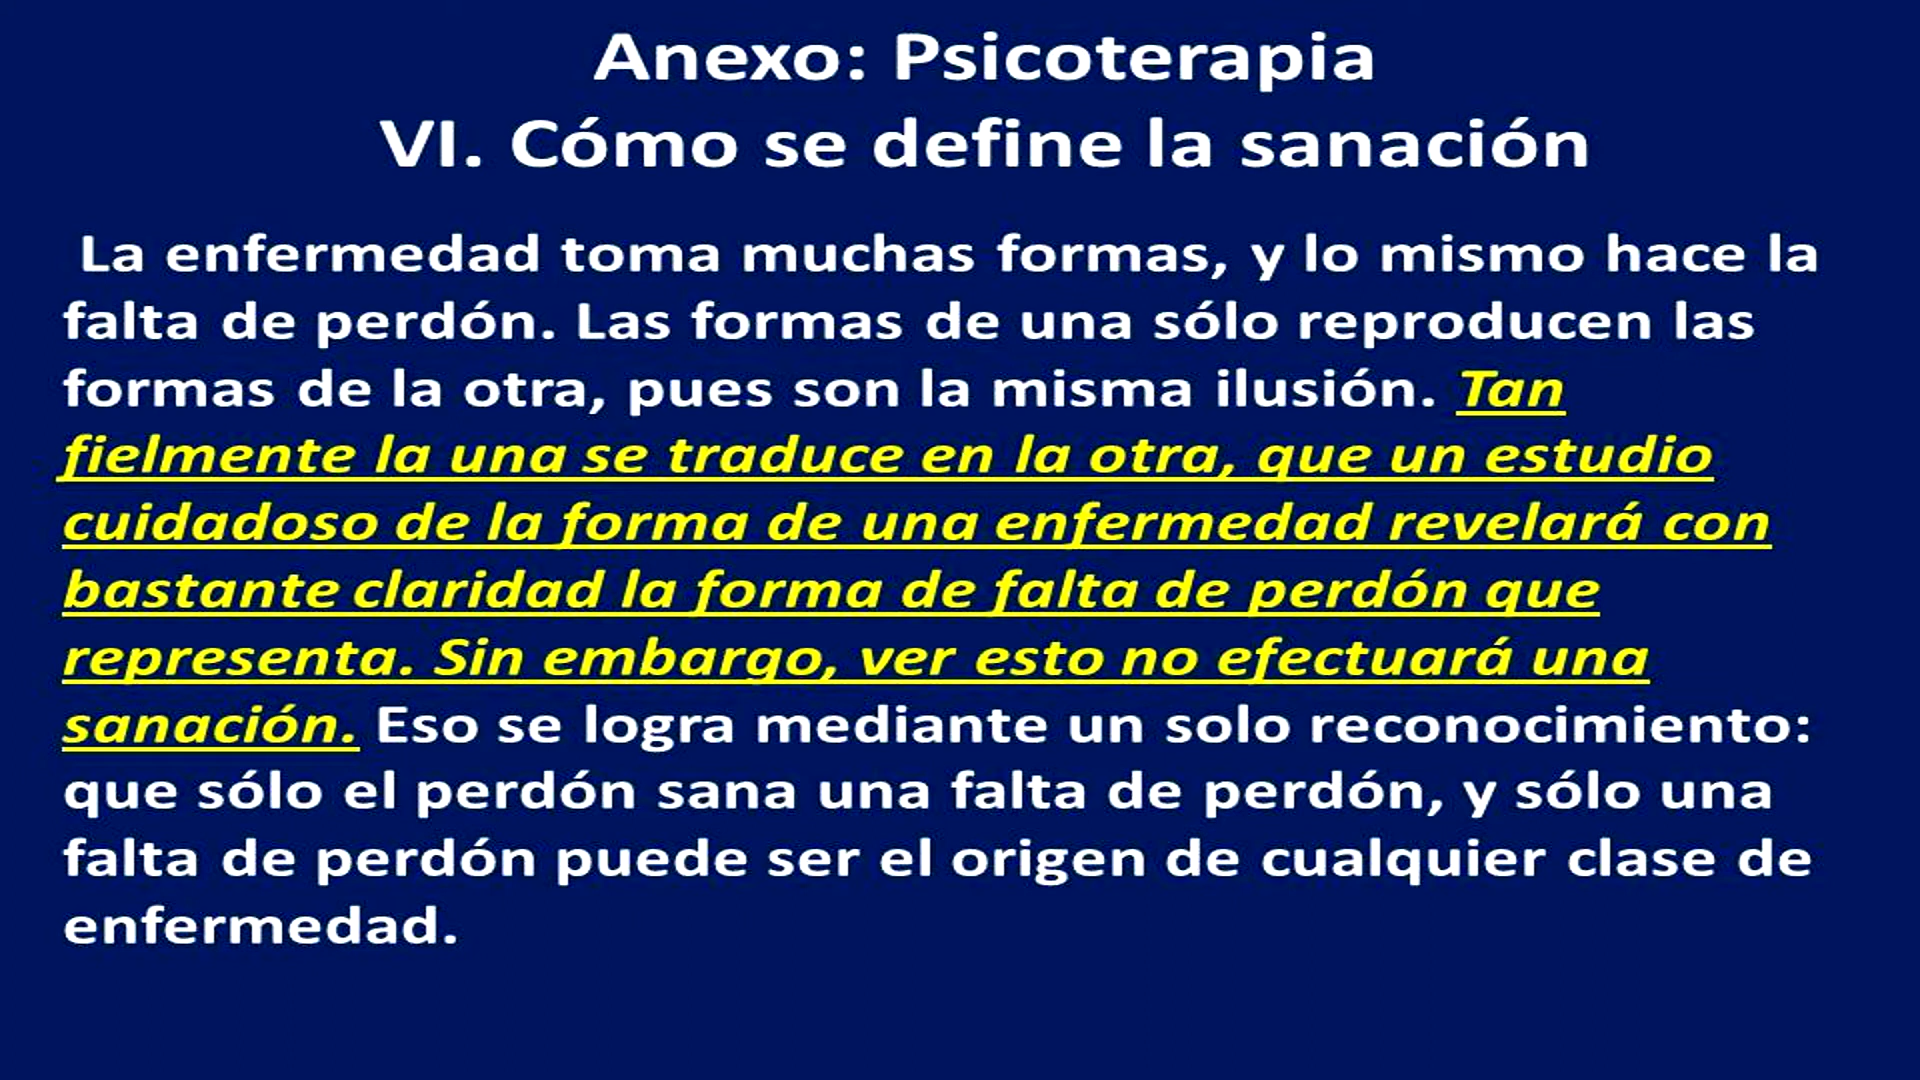 Anexo: Psicoterapia
VI. Cómo se define la sanación
La enfermedad toma muchas formas, y lo mismo hace la
falta de perdón. Las formas de una sólo reproducen las
formas de la otra, pues son la misma ilusión. Tan
fielmente la una se traduce en la otra, que un estudio
cuidadoso de la forma de una enfermedad revelará con
bastante claridad la forma de falta de perdón que
representa. Sin embargo, ver esto no efectuará una
sanación. Eso se logra mediante un solo reconocimiento:
que sólo el perdón sana una falta de perdón, y sólo una
falta de perdón puede ser el origen de cualquier clase de
enfermedad.